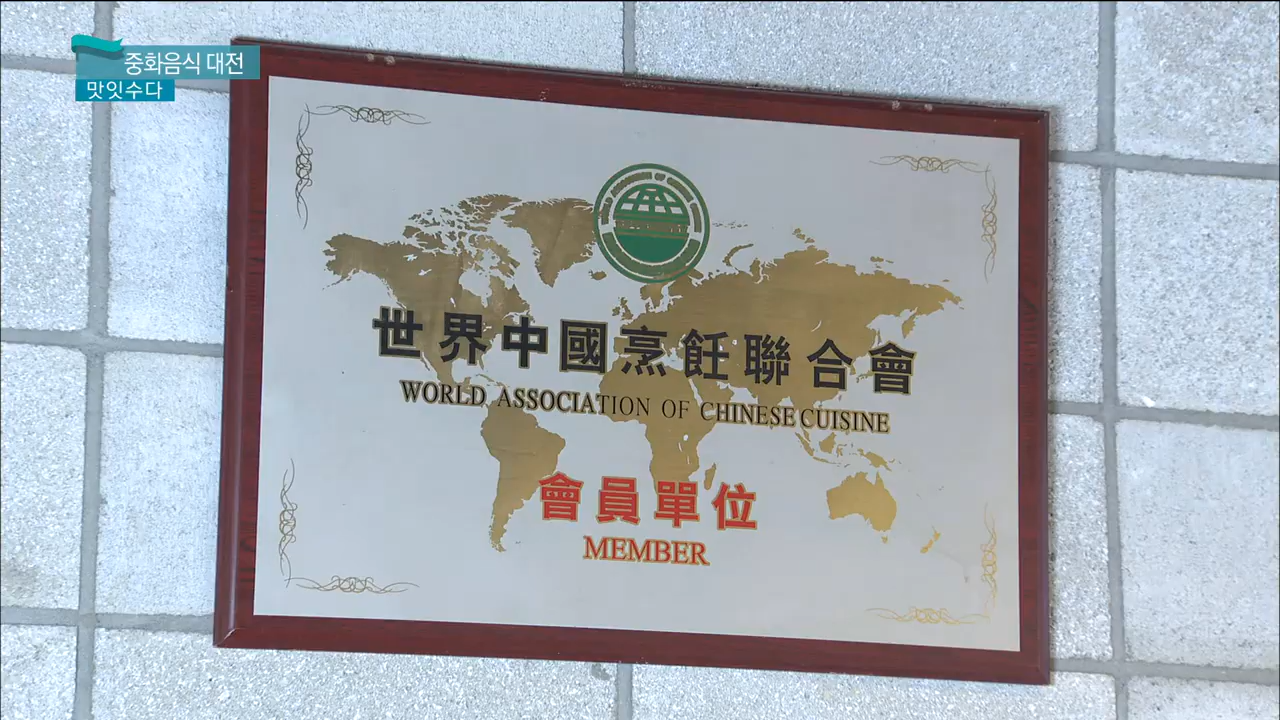 중화음식 대전
맛잇수다
世界中國烹飪聯合會
WORLD ASSOCIATION OF CHINESE CUISINE
會員單位
MEMBER